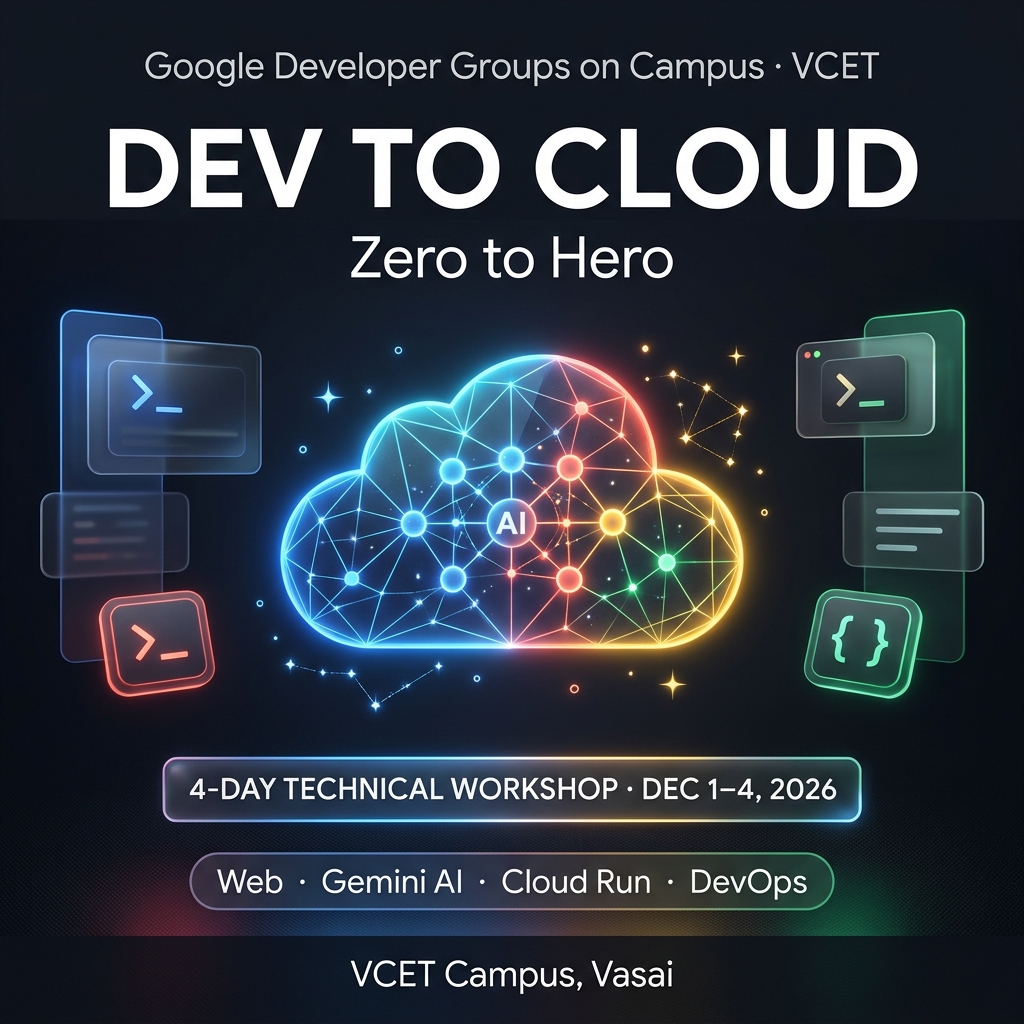 Google Developer Groups on Campus · VCET
DEV TO CLOUD
Zero to Hero
>_
>_
AI
>_
{ }
4-DAY TECHNICAL WORKSHOP · DEC 1–4, 2026
Web · Gemini AI · Cloud Run · DevOps
VCET Campus, Vasai